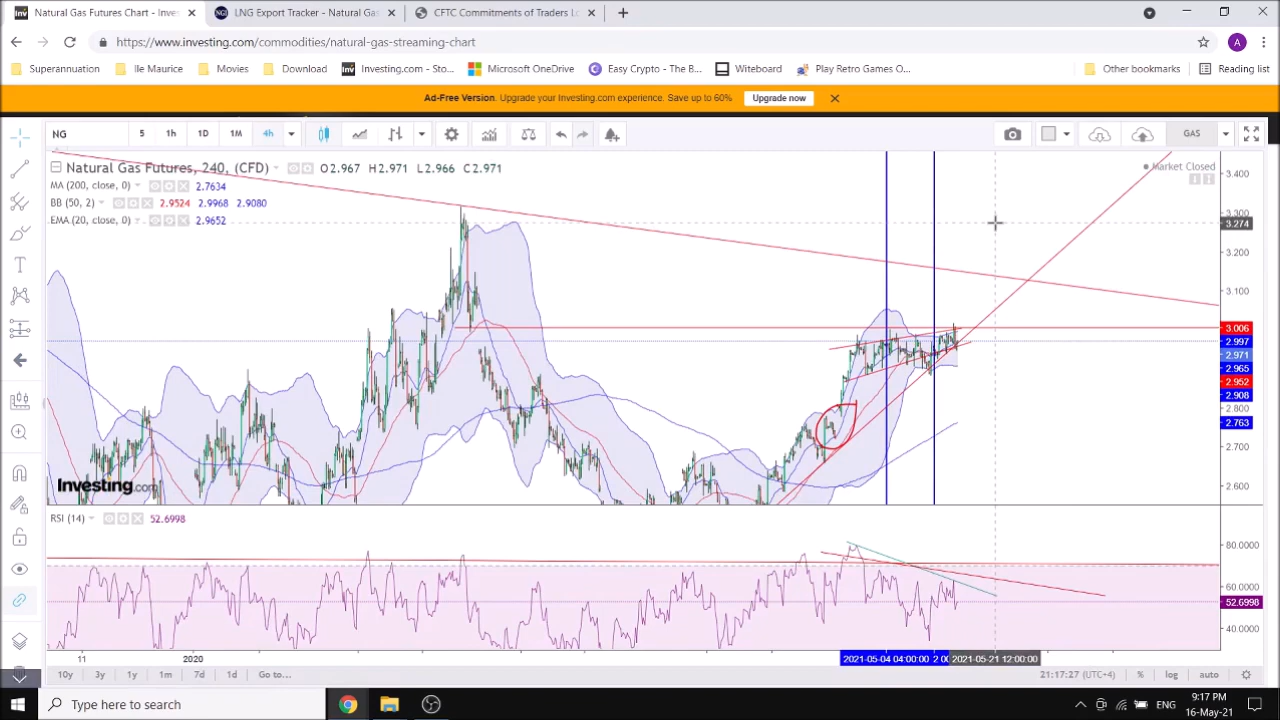 Natural Gas Futures Chart - Inves
LNG Export Tracker - Natural Gas
CFTC Commitments of Traders Lo
https://www.investing.com/commodities/natural-gas-streaming-chart
A
Superannuation
Ile Maurice
Movies
Download
Investing.com - Sto...
Microsoft OneDrive
Easy Crypto - The B...
Witeboard
Play Retro Games O...
Other bookmarks
Reading list
Ad-Free Version. Upgrade your Investing.com experience. Save up to 60%
Upgrade now
NG
5
1h
1D
1M
4h
GAS
Natural Gas Futures, 240, (CFD)
O2.967 H2.971 L2.966 C2.971
Market Closed
MA (200, close, 0) 2.7634
BB (50, 2) 2.9524 2.9968 2.9080
EMA (20, close, 0) 2.9652
3.400
3.300
3.274
3.200
3.100
3.006
2.997
2.971
2.965
2.952
2.908
2.800
2.763
2.700
2.600
Investing.com
RSI (14) 52.6998
80.0000
60.0000
52.6998
40.0000
11
2020
2021-05-04 04:00:00
2021-05-21 12:00:00
10y
3y
1y
1m
7d
1d
Go to...
21:17:27 (UTC+4)
%
log
auto
Type here to search
ENG
9:17 PM
16-May-21